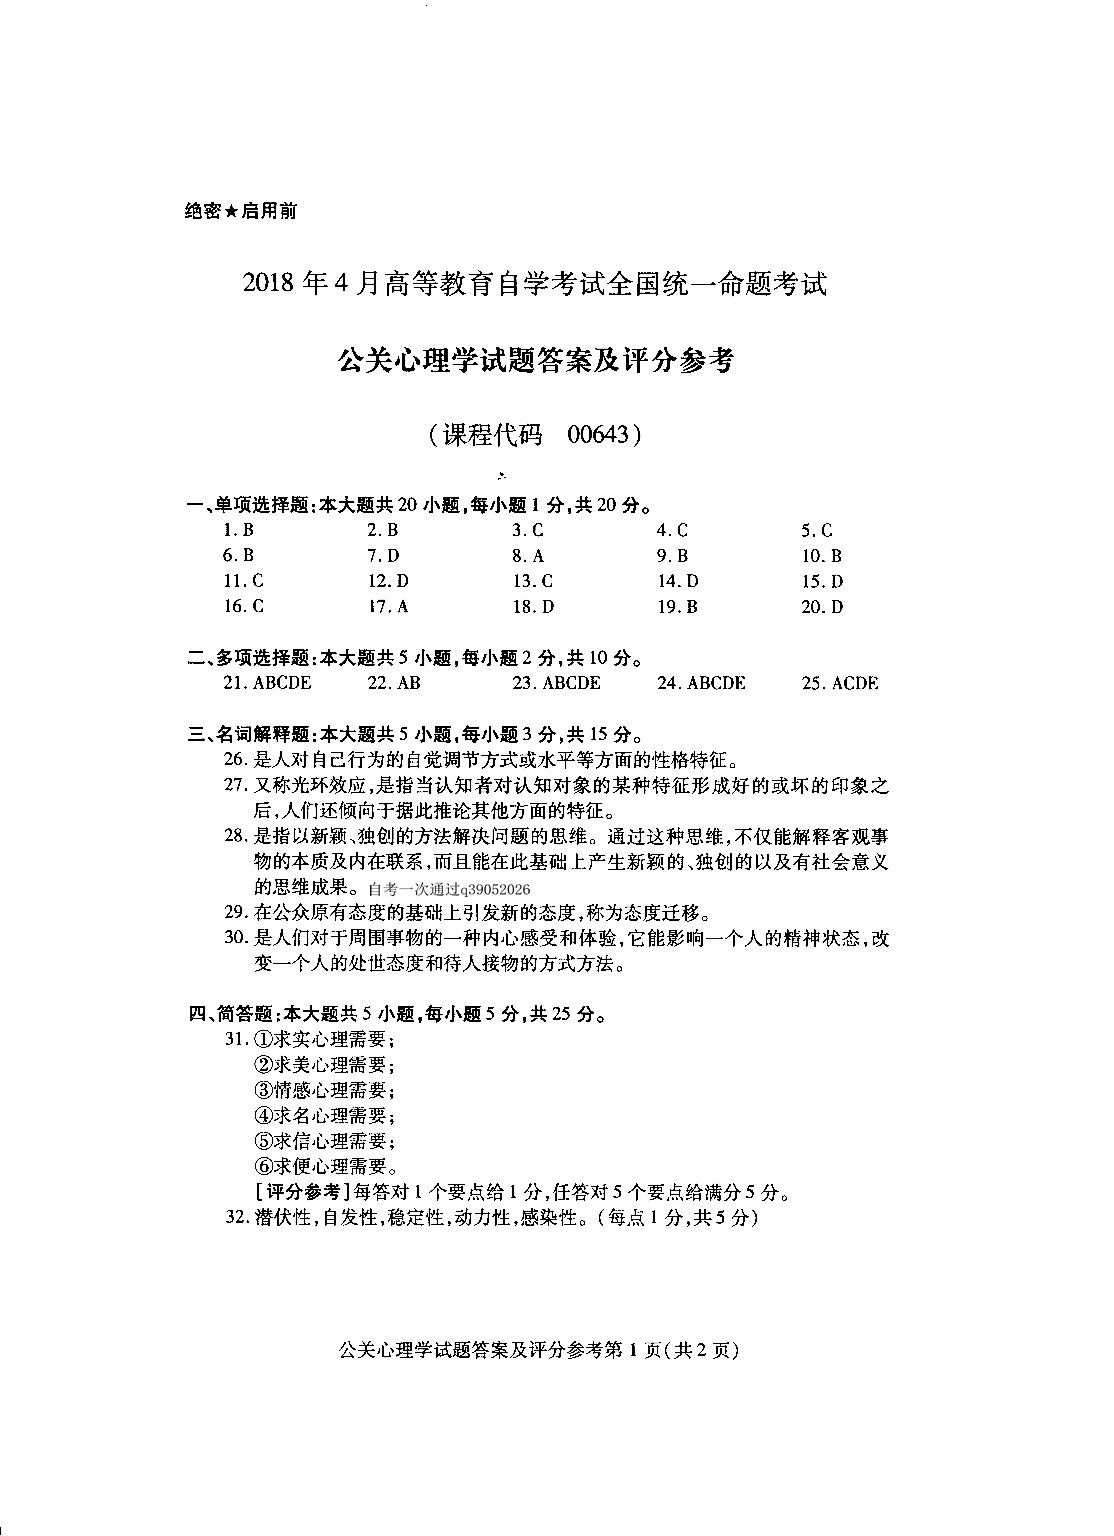 绝密★启用前
2018 年 4 月高等教育自学考试全国统一命题考试
公关心理学试题答案及评分参考
(课程代码 00643)
一、单项选择题:本大题共 20 小题,每小题 1 分,共 20 分。
1. B 2. B 3. C 4. C 5. C
6. B 7. D 8. A 9. B 10. B
11. C 12. D 13. C 14. D 15. D
16. C 17. A 18. D 19. B 20. D
二、多项选择题:本大题共 5 小题,每小题 2 分,共 10 分。
21. ABCDE 22. AB 23. ABCDE 24. ABCDE 25. ACDE
三、名词解释题:本大题共 5 小题,每小题 3 分,共 15 分。
26. 是人对自己行为的自觉调节方式或水平等方面的性格特征。
27. 又称光环效应,是指当认知者对认知对象的某种特征形成好的或坏的印象之
后,人们还倾向于据此推论其他方面的特征。
28. 是指以新颖、独创的方法解决问题的思维。通过这种思维,不仅能解释客观事
物的本质及内在联系,而且能在此基础上产生新颖的、独创的以及有社会意义
的思维成果。 自考一次通过q39052026
29. 在公众原有态度的基础上引发新的态度,称为态度迁移。
30. 是人们对于周围事物的一种内心感受和体验,它能影响一个人的精神状态,改
变一个人的处世态度和待人接物的方式方法。
四、简答题:本大题共 5 小题,每小题 5 分,共 25 分。
31. ①求实心理需要;
②求美心理需要;
③情感心理需要;
④求名心理需要;
⑤求信心理需要;
⑥求便心理需要。
[评分参考]每答对 1 个要点给 1 分,任答对 5 个要点给满分 5 分。
32. 潜伏性,自发性,稳定性,动力性,感染性。(每点 1 分,共 5 分)
公关心理学试题答案及评分参考第 1 页(共 2 页)